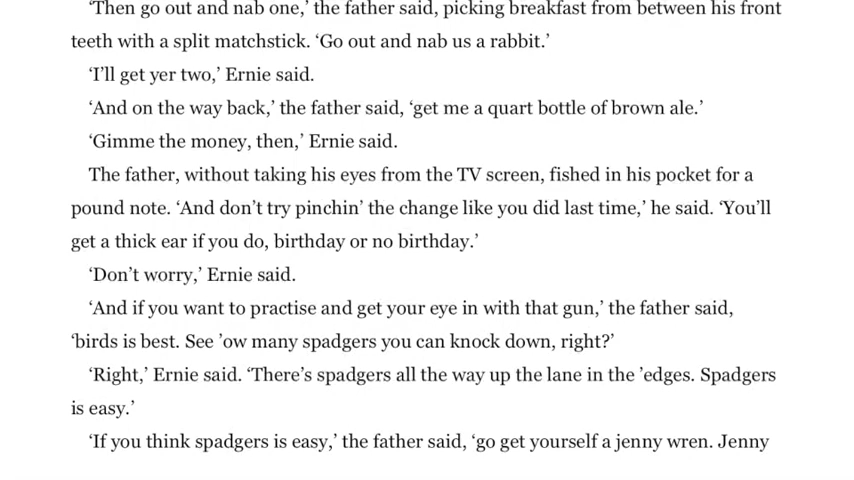 ‘Then go out and nab one,’ the father said, picking breakfast from between his front
teeth with a split matchstick. ‘Go out and nab us a rabbit.’
‘I’ll get yer two,’ Ernie said.
‘And on the way back,’ the father said, ‘get me a quart bottle of brown ale.’
‘Gimme the money, then,’ Ernie said.
The father, without taking his eyes from the TV screen, fished in his pocket for a
pound note. ‘And don’t try pinchin’ the change like you did last time,’ he said. ‘You’ll
get a thick ear if you do, birthday or no birthday.’
‘Don’t worry,’ Ernie said.
‘And if you want to practise and get your eye in with that gun,’ the father said,
‘birds is best. See ’ow many spadgers you can knock down, right?’
‘Right,’ Ernie said. ‘There’s spadgers all the way up the lane in the ’edges. Spadgers
is easy.’
‘If you think spadgers is easy,’ the father said, ‘go get yourself a jenny wren. Jenny